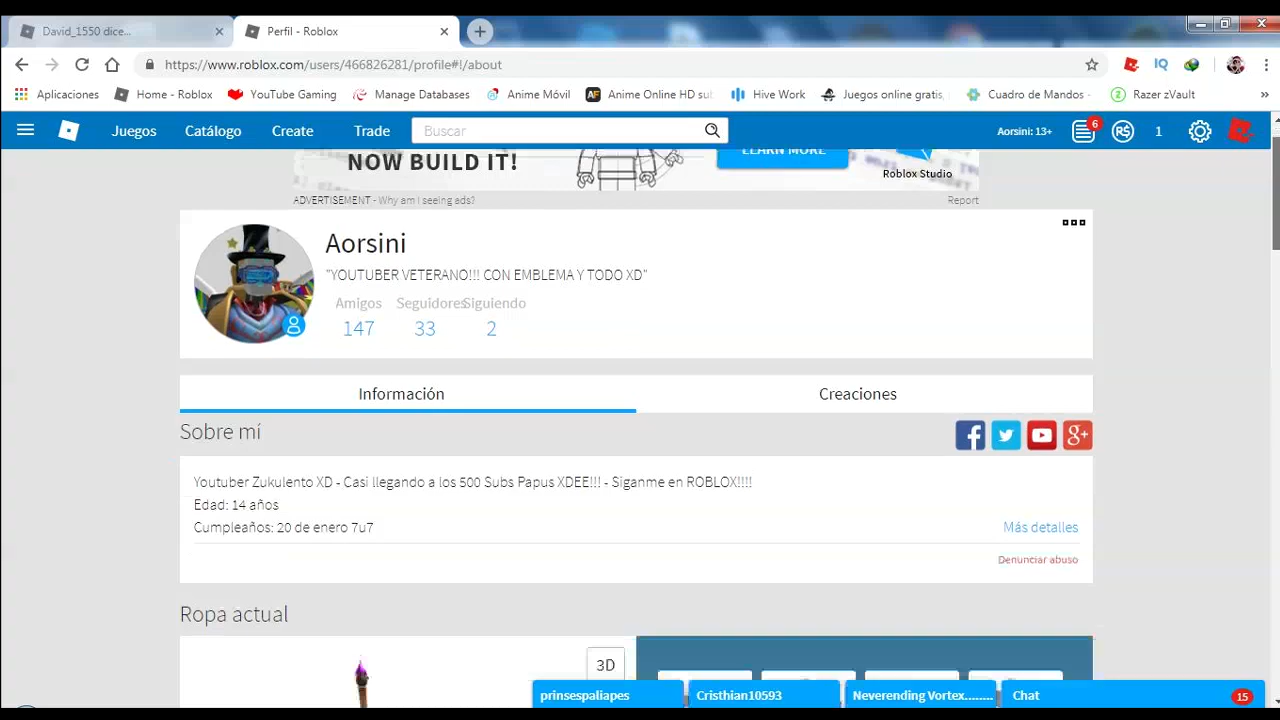 David_1550 dice...
Perfil - Roblox
https://www.roblox.com/users/466826281/profile#!/about
IQ
Aplicaciones
Home - Roblox
YouTube Gaming
Manage Databases
Anime Móvil
AF
Anime Online HD sub
Hive Work
Juegos online gratis,
Cuadro de Mandos -
Razer zVault
Juegos
Catálogo
Create
Trade
Buscar
Aorsini: 13+
6
R$
1
NOW BUILD IT!
LEARN MORE
Roblox Studio
ADVERTISEMENT - Why am I seeing ads?
Report
Aorsini
"YOUTUBER VETERANO!!! CON EMBLEMA Y TODO XD"
Amigos
Seguidores
Siguiendo
147
33
2
Información
Creaciones
Sobre mí
Youtuber Zukulento XD - Casi llegando a los 500 Subs Papus XDEE!!! - Siganme en ROBLOX!!!!
Edad: 14 años
Cumpleaños: 20 de enero 7u7
Más detalles
Denunciar abuso
Ropa actual
3D
prinsespaliapes
Cristhian10593
Neverending Vortex........
Chat
15